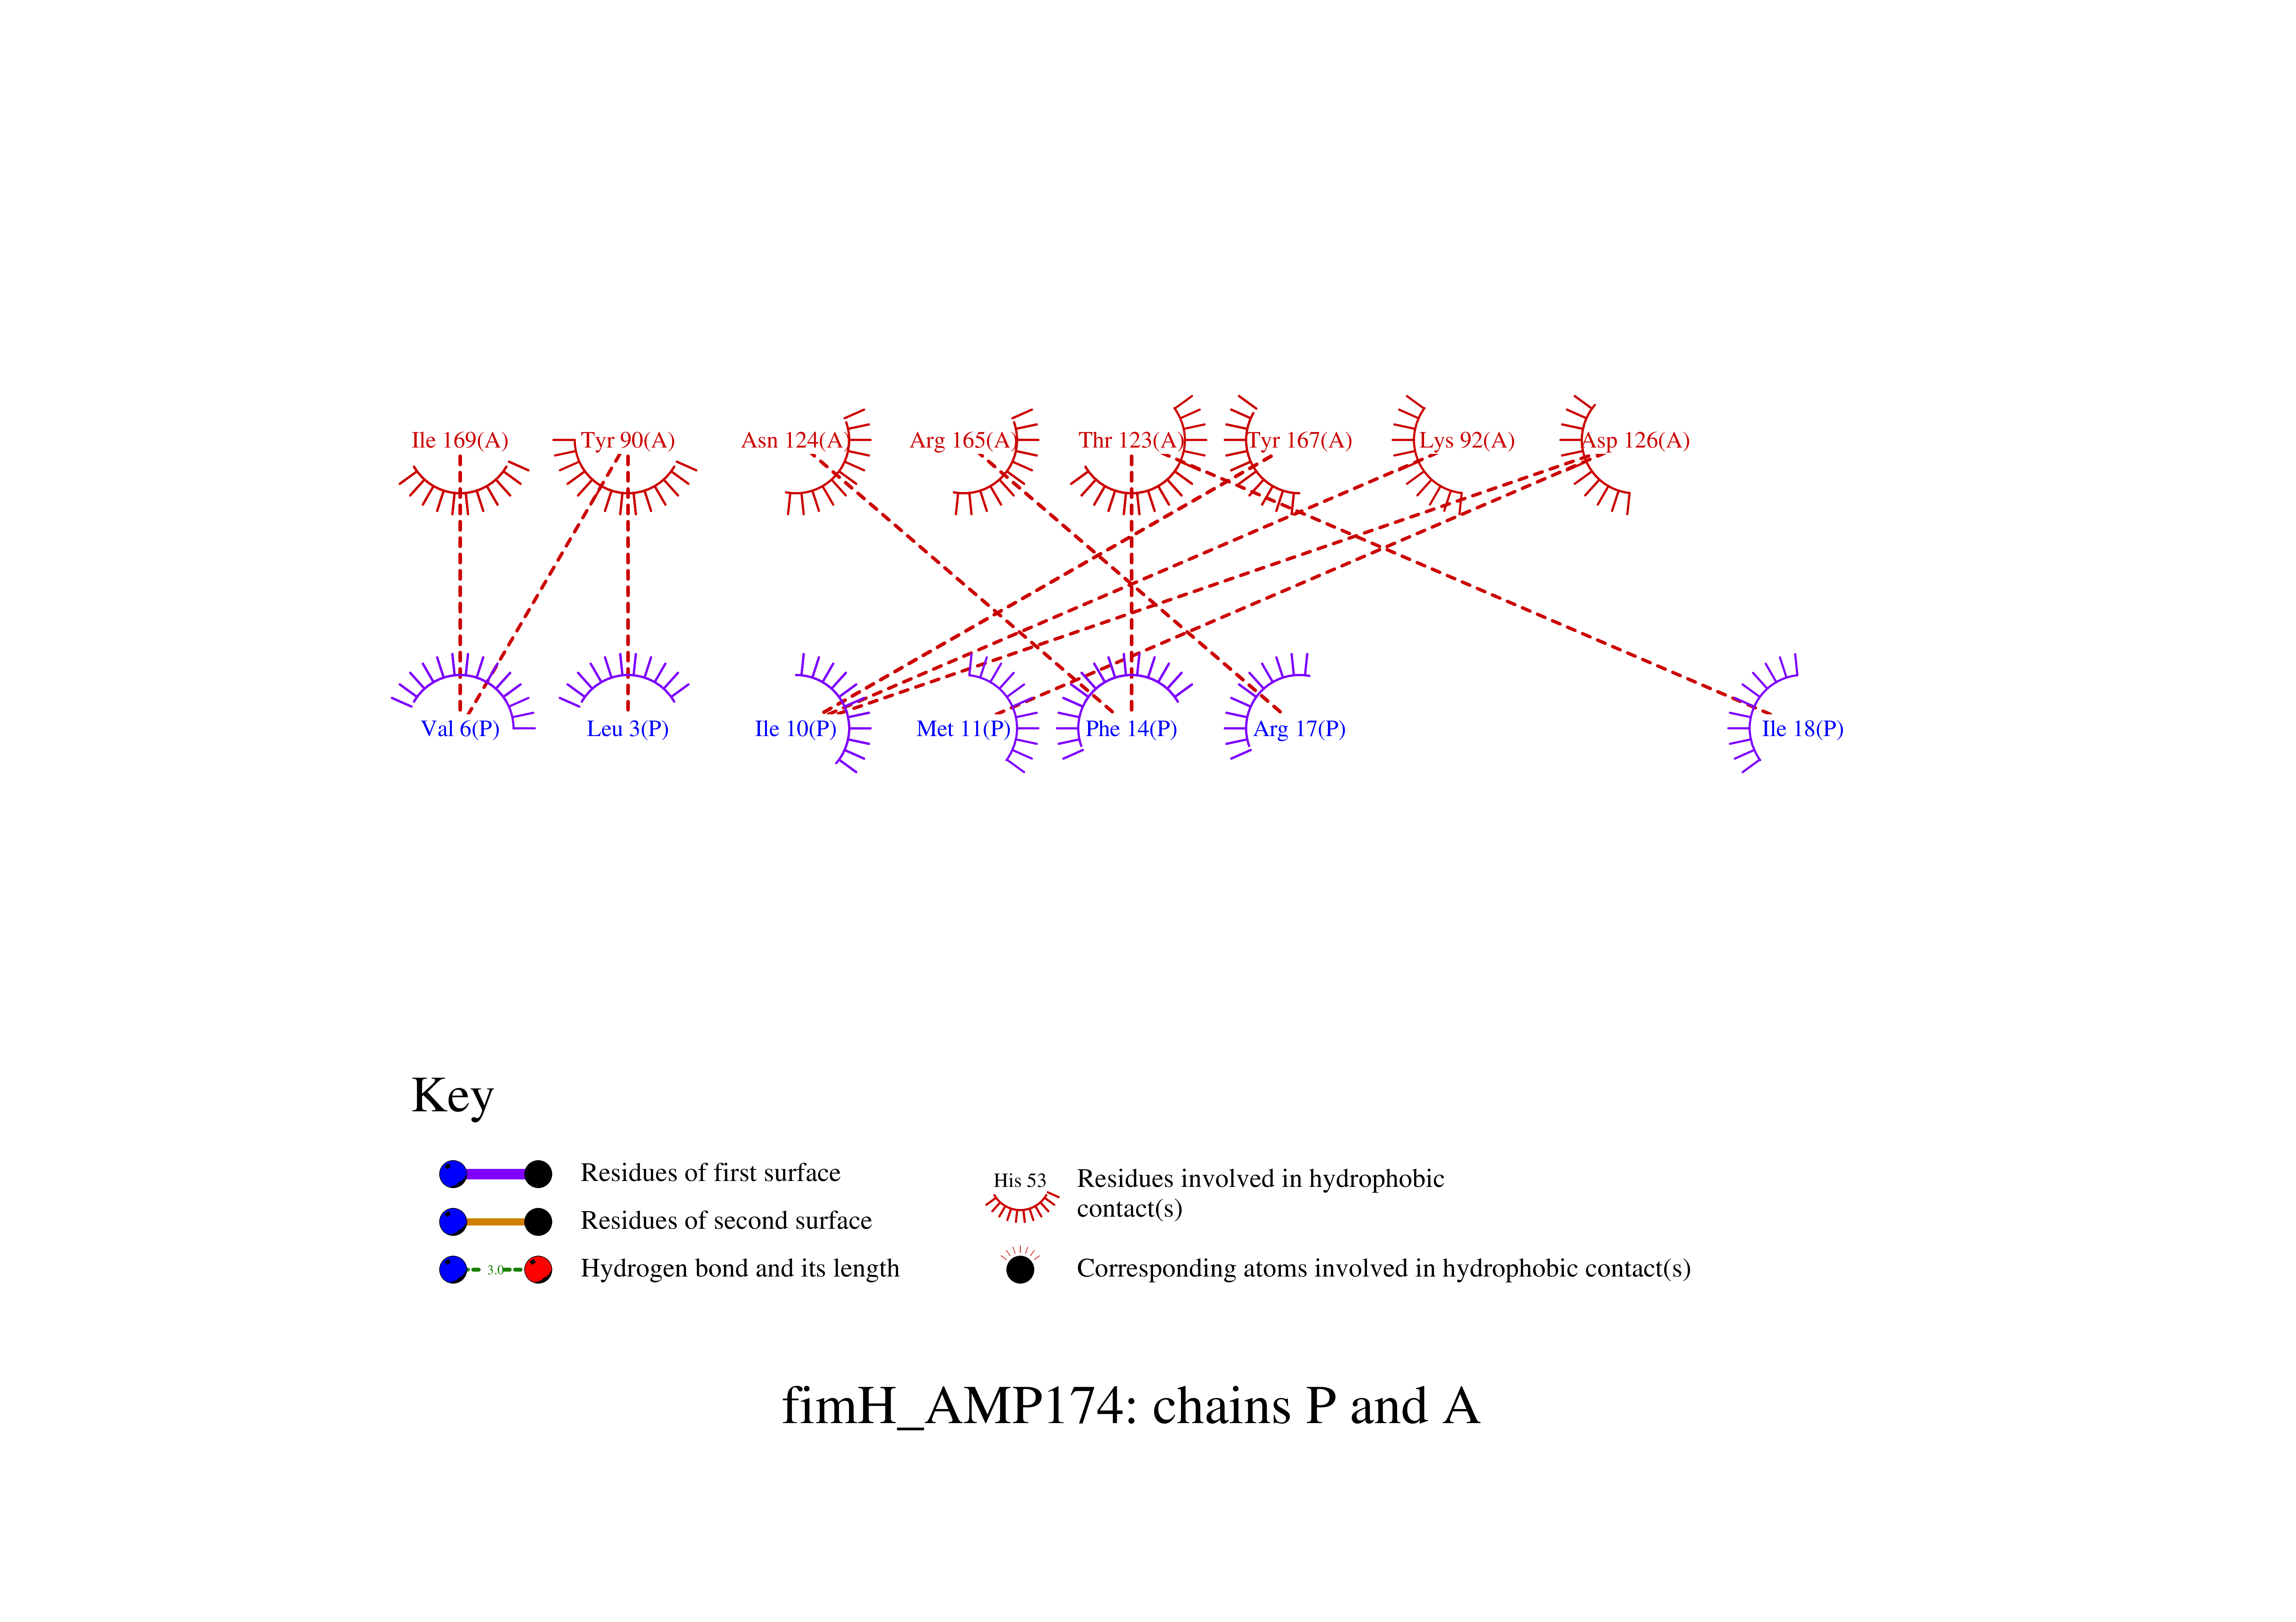 Ile 169(A) Tyr 90(A) Asn 124(A) Arg 165(A) Thr 123(A) Tyr 167(A) Lys 92(A) Asp 126(A)
Val 6(P) Leu 3(P) Ile 10(P) Met 11(P) Phe 14(P) Arg 17(P) Ile 18(P)
Key
Residues of first surface
Residues of second surface
3.0
Hydrogen bond and its length
His 53
Residues involved in hydrophobic
contact(s)
Corresponding atoms involved in hydrophobic contact(s)
fimH_AMP174: chains P and A